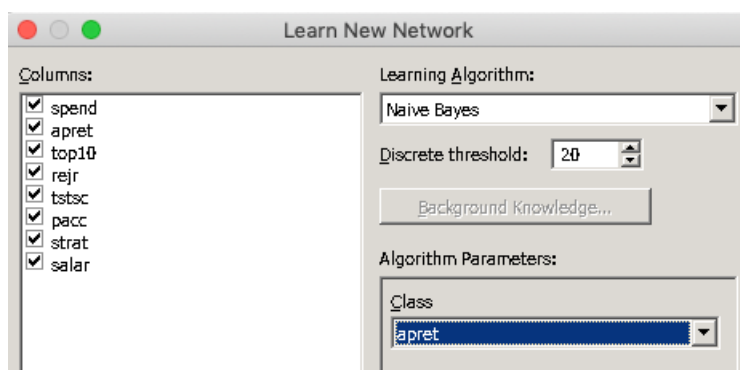 Learn New Network
Columns:
spend
apret
top10
rejr
tstsc
pacc
strat
salar
Learning Algorithm:
Naive Bayes
Discrete threshold: 20
Background Knowledge...
Algorithm Parameters:
Class
apret